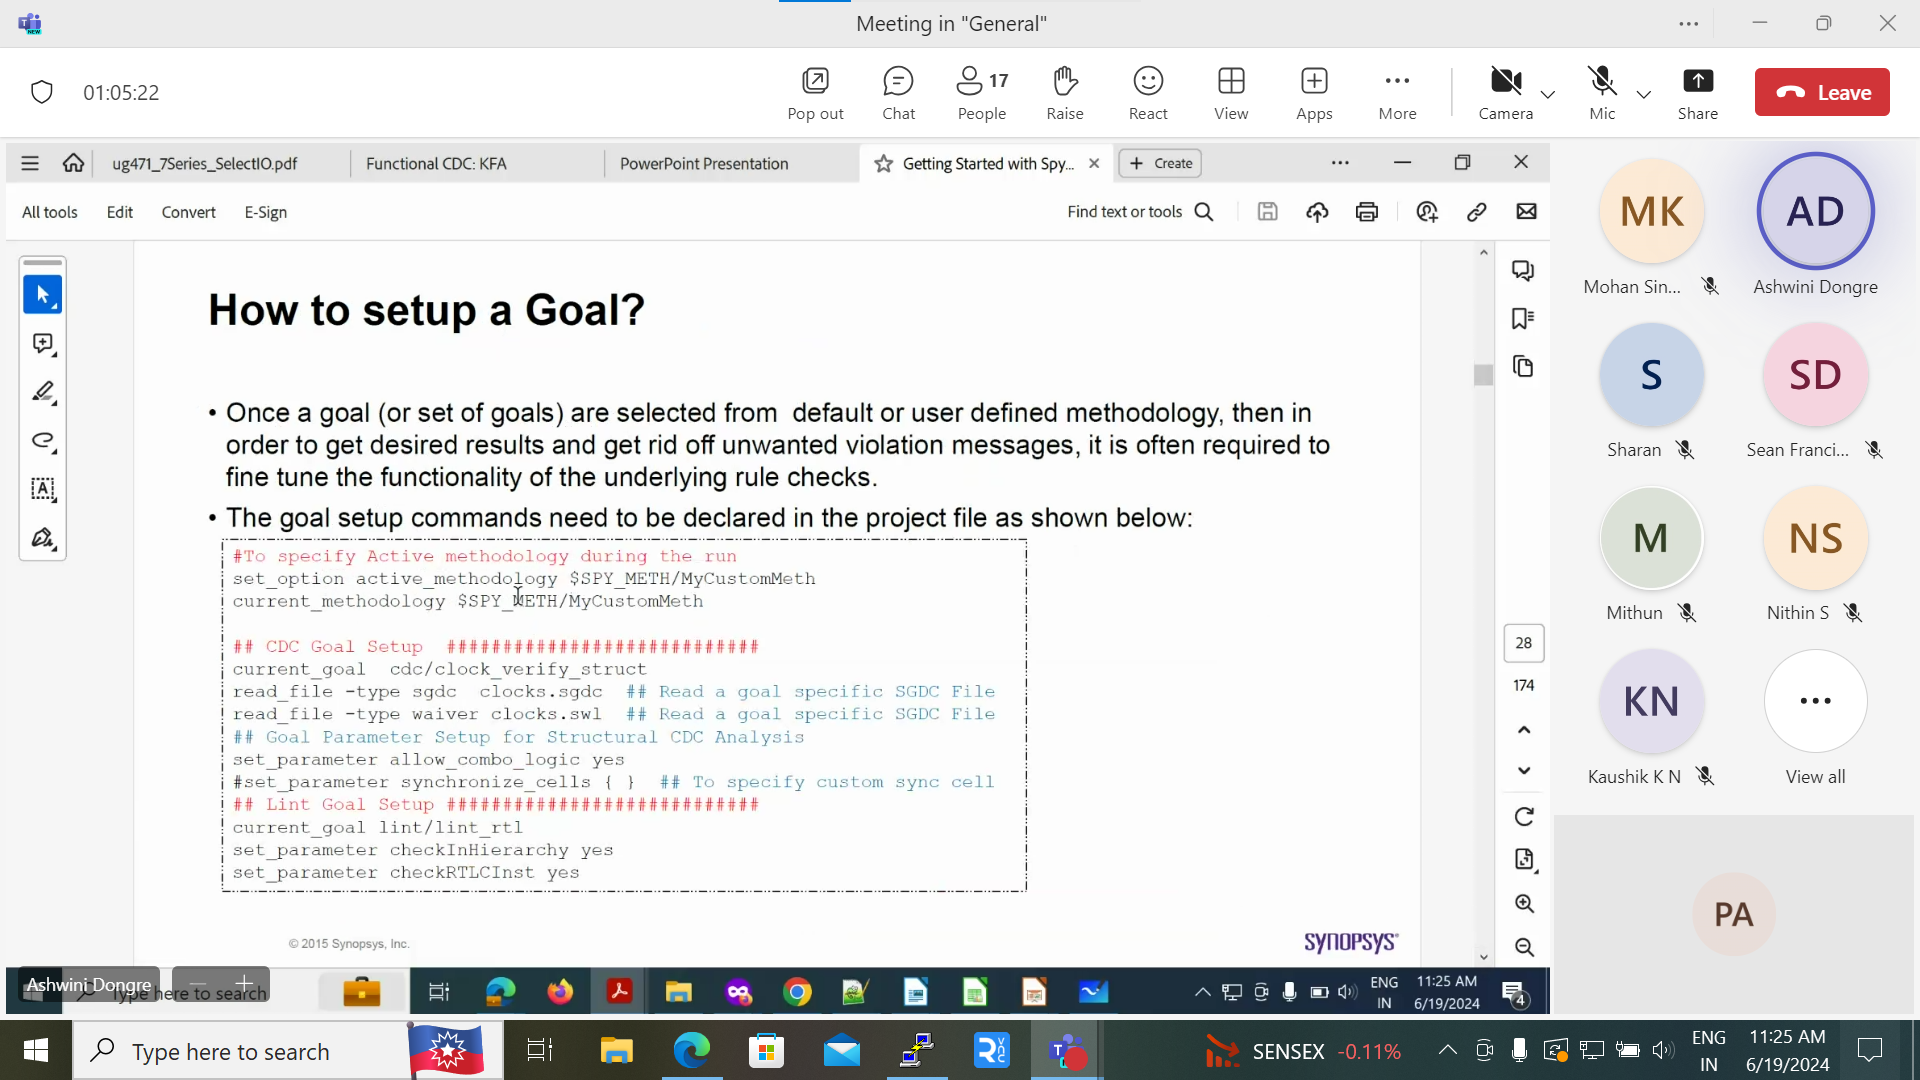 Meeting in "General"
01:05:22
Pop out
Chat
17
People
Raise
React
View
Apps
More
Camera
Mic
Share
Leave
ug471_7Series_SelectIO.pdf
Functional CDC: KFA
PowerPoint Presentation
Getting Started with Spy...
Create
All tools
Edit
Convert
E-Sign
Find text or tools
How to setup a Goal?
• Once a goal (or set of goals) are selected from default or user defined methodology, then in
order to get desired results and get rid off unwanted violation messages, it is often required to
fine tune the functionality of the underlying rule checks.
• The goal setup commands need to be declared in the project file as shown below:
#To specify Active methodology during the run
set_option active_methodology $SPY_METH/MyCustomMeth
current_methodology $SPY_METH/MyCustomMeth
## CDC Goal Setup ############################
current_goal cdc/clock_verify_struct
read_file -type sgdc clocks.sgdc ## Read a goal specific SGDC File
read_file -type waiver clocks.swl ## Read a goal specific SGDC File
## Goal Parameter Setup for Structural CDC Analysis
set_parameter allow_combo_logic yes
#set_parameter synchronize_cells { } ## To specify custom sync cell
## Lint Goal Setup ############################
current_goal lint/lint_rtl
set_parameter checkInHierarchy yes
set_parameter checkRTLCInst yes
© 2015 Synopsys, Inc.
SYNOPSYS®
28
174
MK
Mohan Sin...
AD
Ashwini Dongre
S
Sharan
SD
Sean Franci...
M
Mithun
NS
Nithin S
KN
Kaushik K N
View all
PA
Ashwini Dongre
Type here to search
ENG
IN
11:25 AM
6/19/2024
4
Type here to search
SENSEX -0.11%
ENG
IN
11:25 AM
6/19/2024